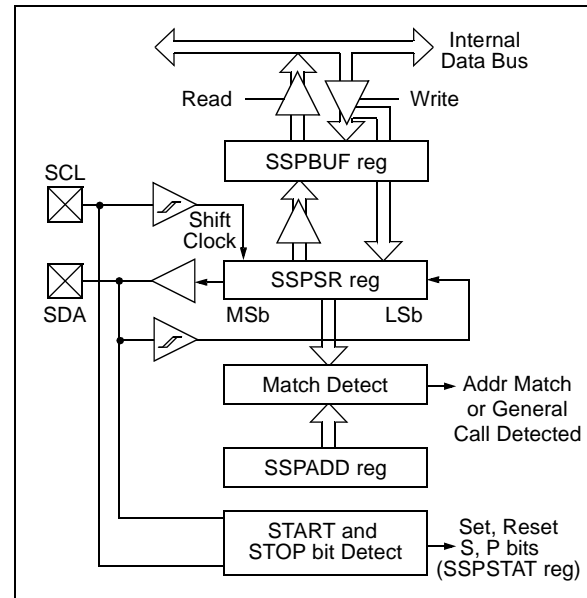 Internal
Data Bus
Read
Write
SSPBUF reg
SCL
Shift
Clock
SSPSR reg
SDA
MSb
LSb
Match Detect
Addr Match
or General
Call Detected
SSPADD reg
START and
STOP bit Detect
Set, Reset
S, P bits
(SSPSTAT reg)